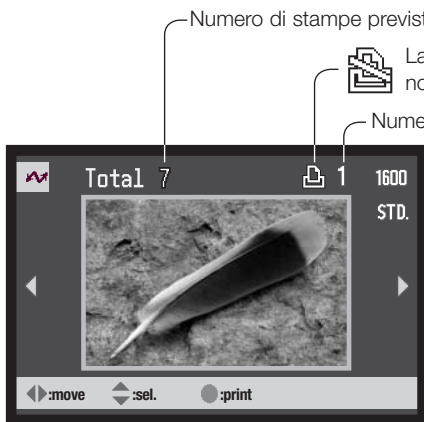 Numero di stampe previst
La
no
Nume
Total 7
1
1600
STD.
:move :sel. :print